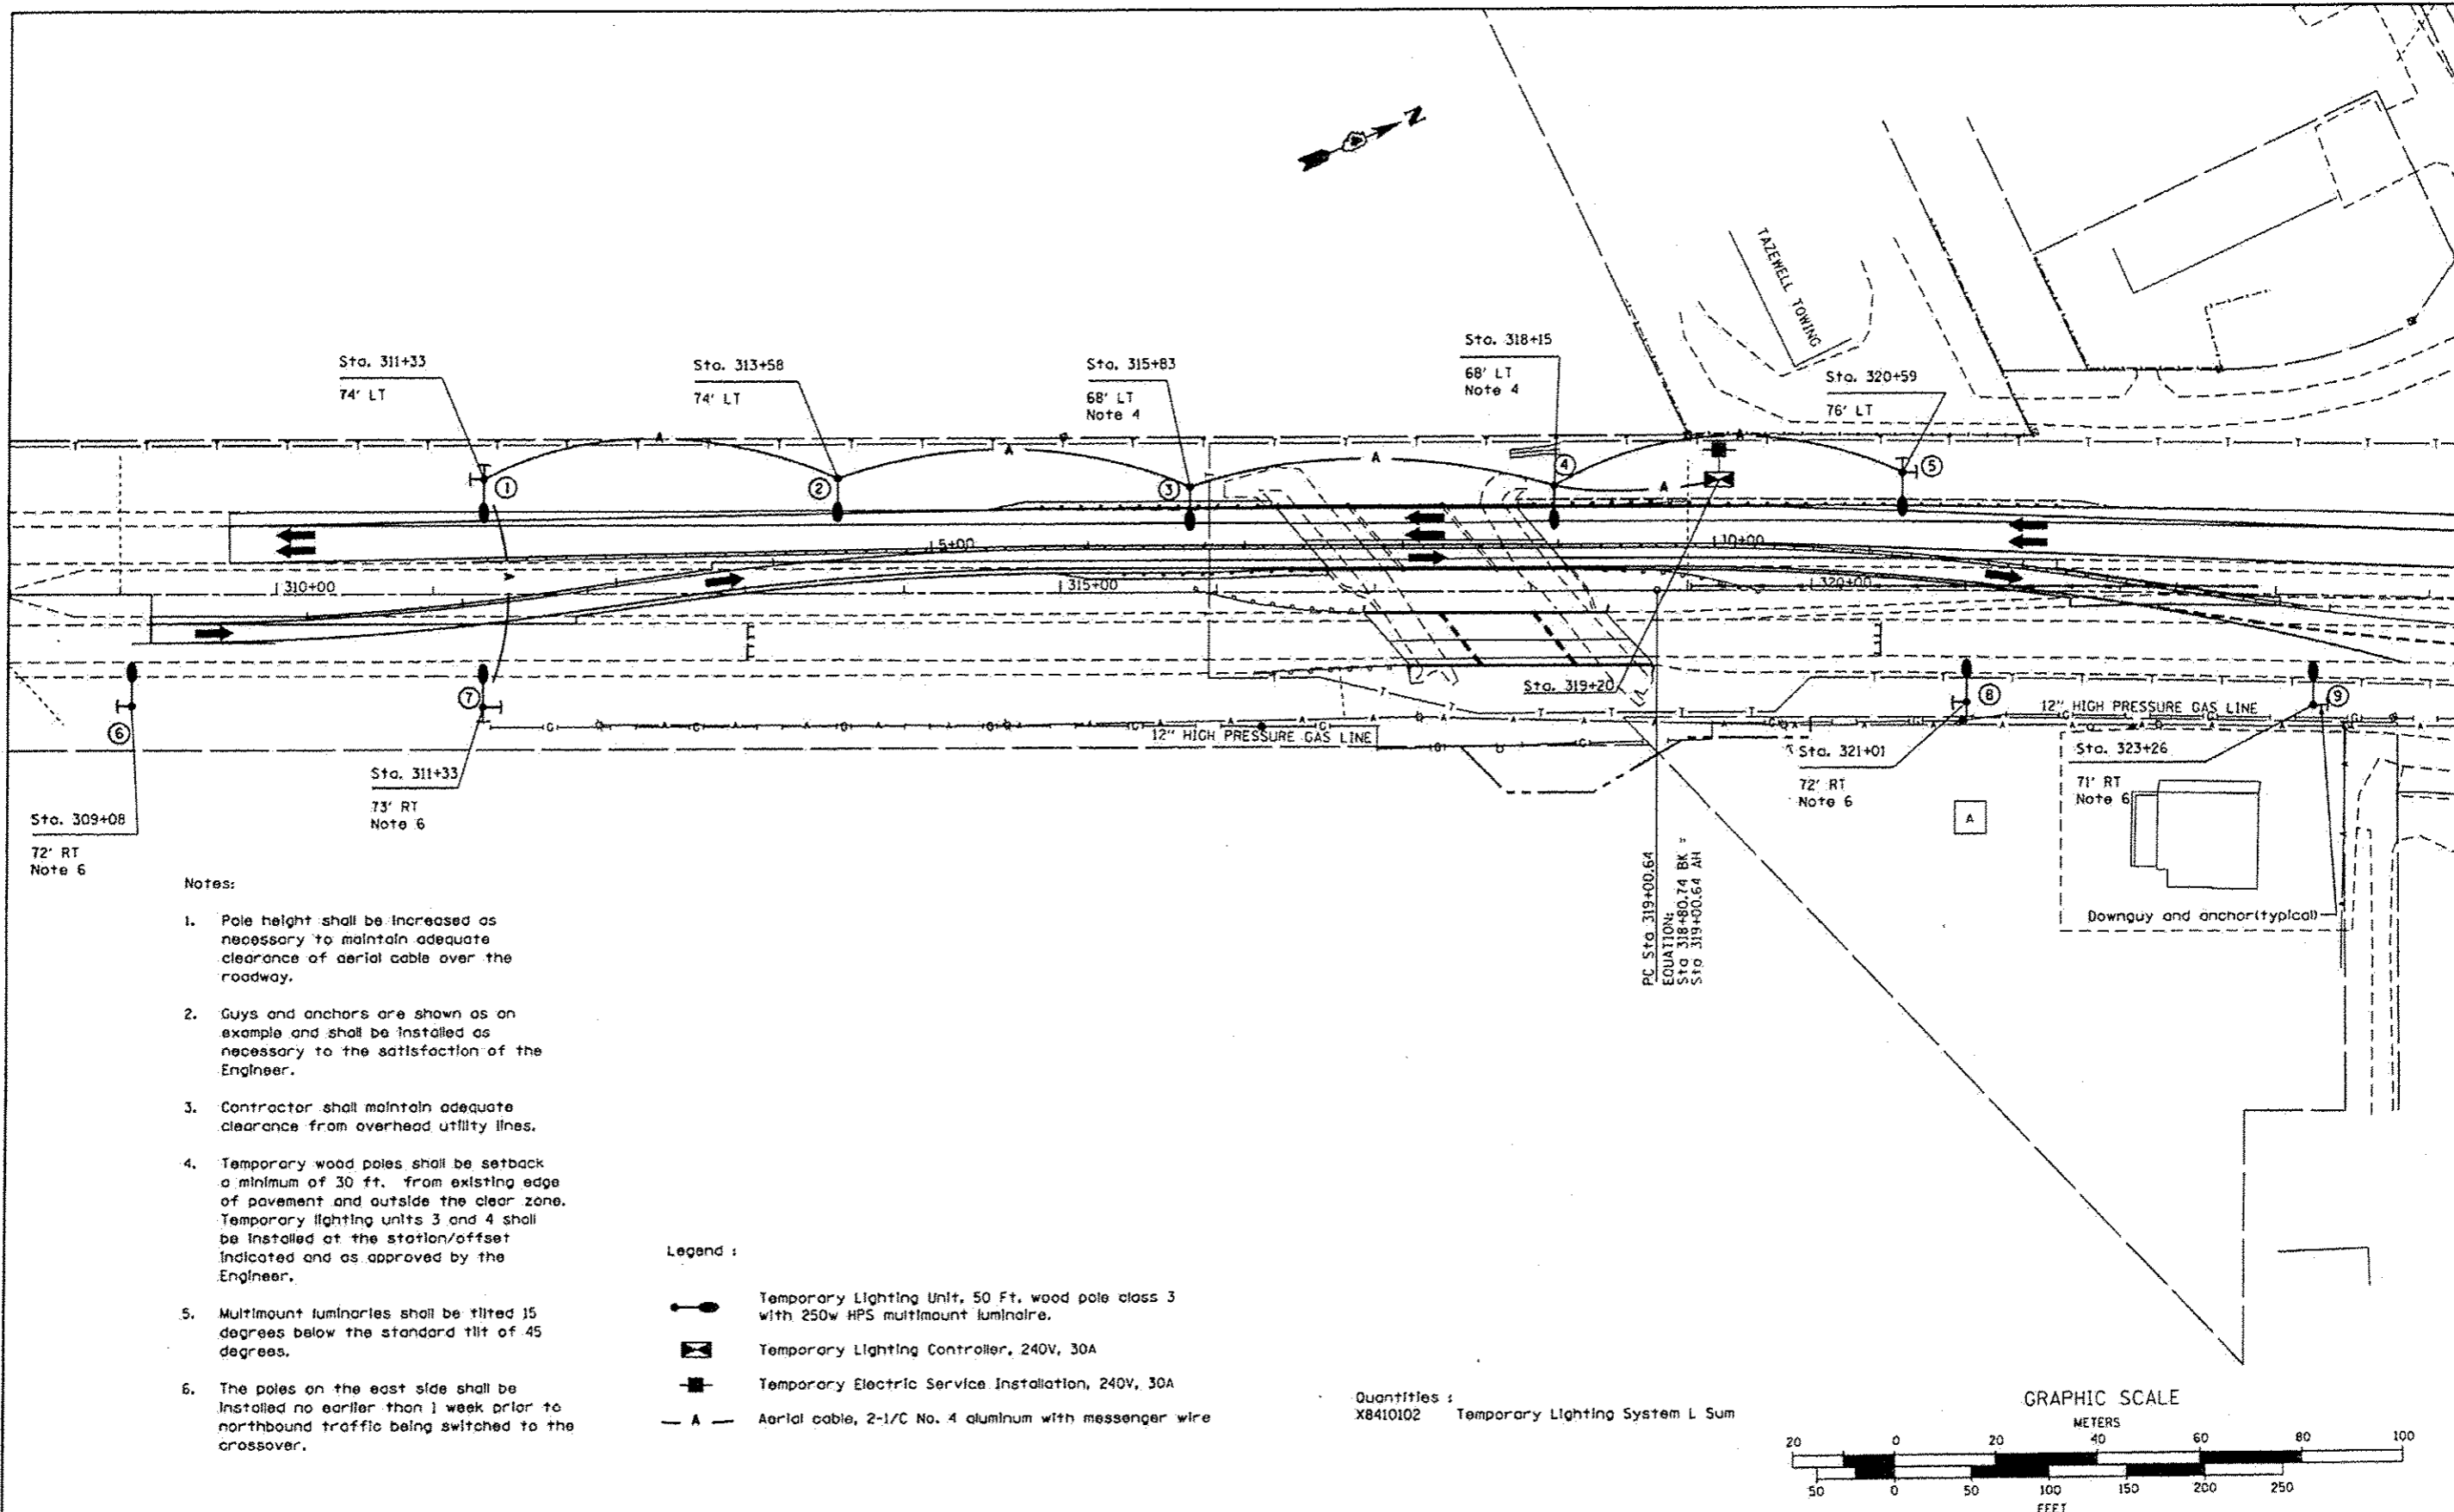 N
TAZEWELL TOWING
Sta. 311+33
74' LT
Sta. 313+58
74' LT
Sta. 315+83
68' LT
Note 4
Sta. 318+15
68' LT
Note 4
Sta. 320+59
76' LT
1
2
3
4
5
5+00
10+00
310+00
315+00
320+00
6
7
8
9
Sta. 309+08
72' RT
Note 6
Sta. 311+33
73' RT
Note 6
12" HIGH PRESSURE GAS LINE
Sta. 319+20
12" HIGH PRESSURE GAS LINE
Sta. 321+01
72' RT
Note 6
Sta. 323+26
71' RT
Note 6
A
Downguy and anchor(typical)
PC Sta 319+00.64
EQUATION:
Sta 318+80.74 BK =
Sta 319+00.64 AH
Notes:
1. Pole height shall be increased as
necessary to maintain adequate
clearance of aerial cable over the
roadway.
2. Guys and anchors are shown as an
example and shall be installed as
necessary to the satisfaction of the
Engineer.
3. Contractor shall maintain adequate
clearance from overhead utility lines.
4. Temporary wood poles shall be setback
a minimum of 30 ft. from existing edge
of pavement and outside the clear zone.
Temporary lighting units 3 and 4 shall
be installed at the station/offset
indicated and as approved by the
Engineer.
5. Multimount luminaries shall be tilted 15
degrees below the standard tilt of 45
degrees.
6. The poles on the east side shall be
installed no earlier than 1 week prior to
northbound traffic being switched to the
crossover.
Legend :
Temporary Lighting Unit, 50 Ft. wood pole class 3
with 250w HPS multimount luminaire.
Temporary Lighting Controller, 240V, 30A
Temporary Electric Service Installation, 240V, 30A
A Aerial cable, 2-1/C No. 4 aluminum with messenger wire
Quantities :
X8410102 Temporary Lighting System L Sum
GRAPHIC SCALE
METERS
20 0 20 40 60 80 100
50 0 50 100 150 200 250
FEET